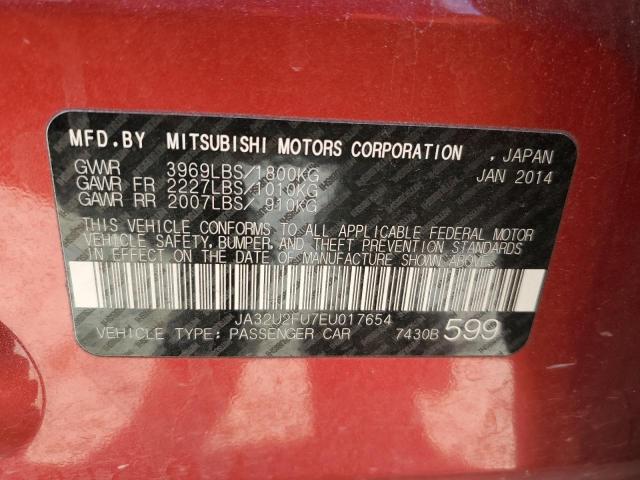 MFD.BY MITSUBISHI MOTORS CORPORATION , JAPAN
GVWR 3969LBS/1800KG JAN 2014
GAWR FR 2227LBS/1010KG
GAWR RR 2007LBS/ 910KG
THIS VEHICLE CONFORMS TO ALL APPLICABLE FEDERAL MOTOR
VEHICLE SAFETY, BUMPER, AND THEFT PREVENTION STANDARDS
IN EFFECT ON THE DATE OF MANUFACTURE SHOWN ABOVE.
JA32U2FU7EU017654
VEHICLE TYPE: PASSENGER CAR 7430B 599